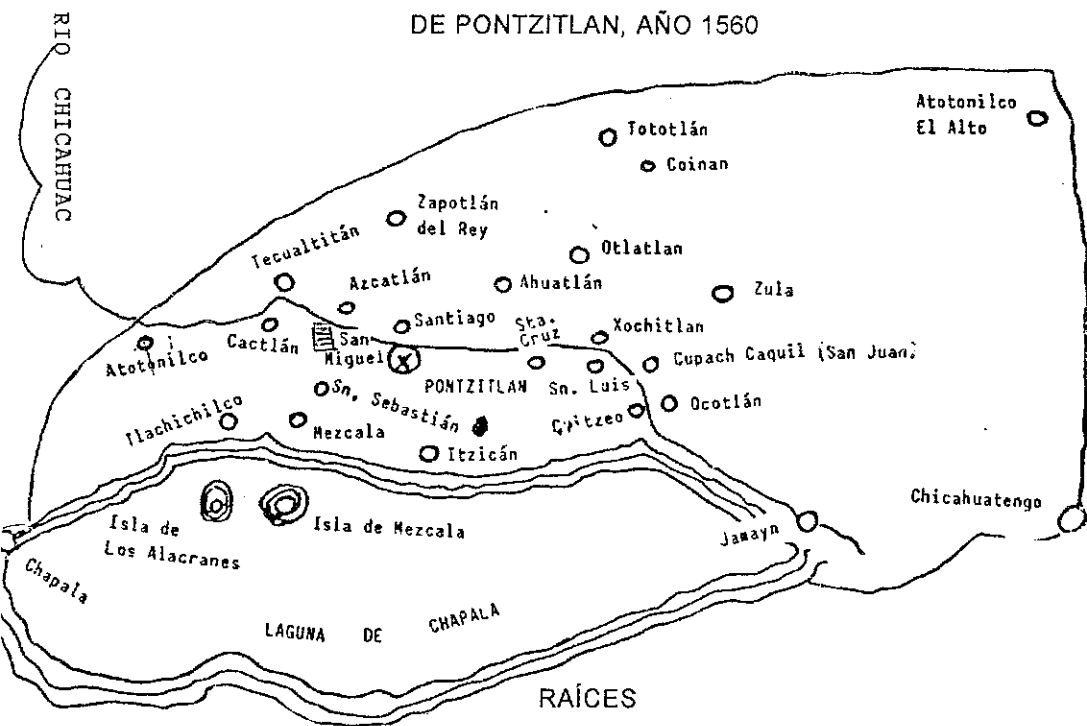 DE PONTZITLAN, AÑO 1560
RIO CHICAHUAC
Atotonilco
El Alto
Tototlán
Coinan
Zapotlán
del Rey
Tecualtitán
Otlatlan
Azcatlán
Ahuatlán
Zula
Santiago
Sta.
Cruz
Xochitlan
Cactlán
San
Miguel
Atotonilco
Cupach Caquil (San Juan)
PONTZITLAN
Sn. Luis
Sn. Sebastián
Ocotlán
Tlachichilco
Mezcala
Itzicán
Chicahuatengo
Isla de
Los Alacranes
Isla de Mezcala
Jamayn
Chapala
LAGUNA DE CHAPALA
RAÍCES